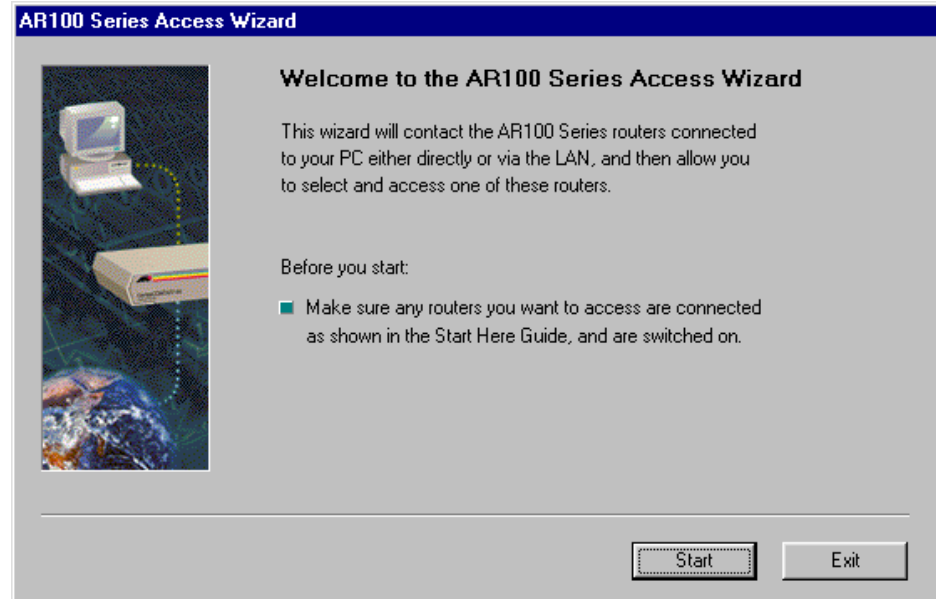 AR100 Series Access Wizard
Welcome to the AR100 Series Access Wizard
This wizard will contact the AR100 Series routers connected
to your PC either directly or via the LAN, and then allow you
to select and access one of these routers.
Before you start:
Make sure any routers you want to access are connected
as shown in the Start Here Guide, and are switched on.
Start
Exit